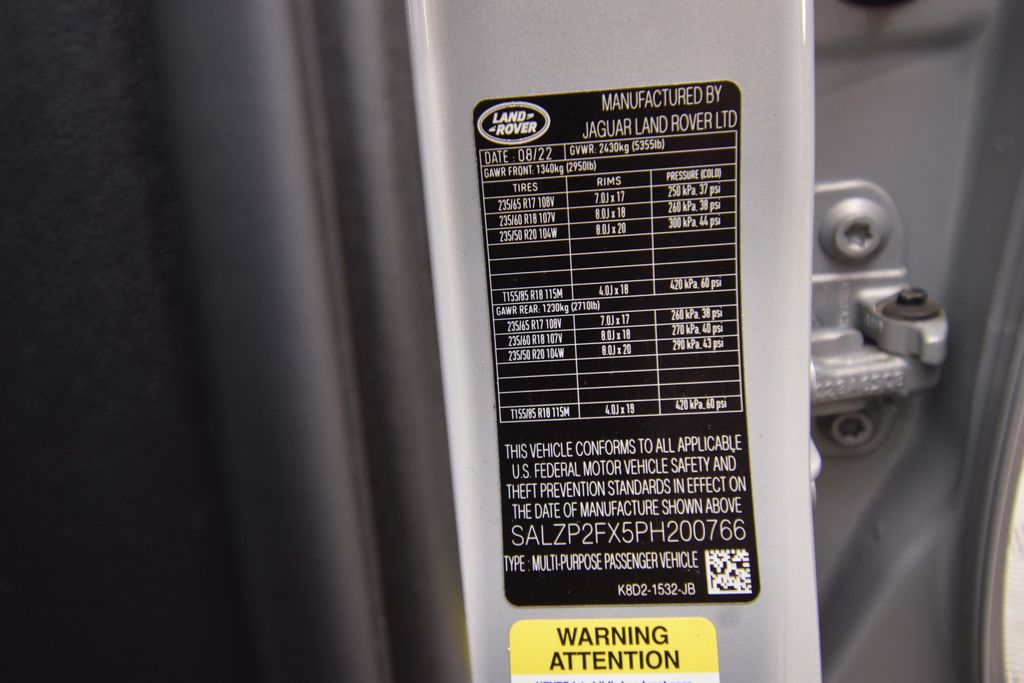 LAND-
-ROVER
MANUFACTURED BY
JAGUAR LAND ROVER LTD
DATE : 08/22 GVWR: 2430kg (5355lb)
GAWR FRONT: 1340kg (2950lb)
TIRES RIMS PRESSURE (COLD)
235/65 R17 108V 7.0J x 17 250 kPa, 37 psi
235/60 R18 107V 8.0J x 18 260 kPa, 38 psi
235/50 R20 104W 8.0J x 20 300 kPa, 44 psi
T155/85 R18 115M 4.0J x 18 420 kPa, 60 psi
GAWR REAR: 1230kg (2710lb)
235/65 R17 108V 7.0J x 17 260 kPa, 38 psi
235/60 R18 107V 8.0J x 18 270 kPa, 40 psi
235/50 R20 104W 8.0J x 20 290 kPa, 43 psi
T155/85 R18 115M 4.0J x 18 420 kPa, 60 psi
THIS VEHICLE CONFORMS TO ALL APPLICABLE
U.S. FEDERAL MOTOR VEHICLE SAFETY AND
THEFT PREVENTION STANDARDS IN EFFECT ON
THE DATE OF MANUFACTURE SHOWN ABOVE
SALZP2FX5PH200766
TYPE : MULTI-PURPOSE PASSENGER VEHICLE
K8D2-1532-JB
WARNING
ATTENTION